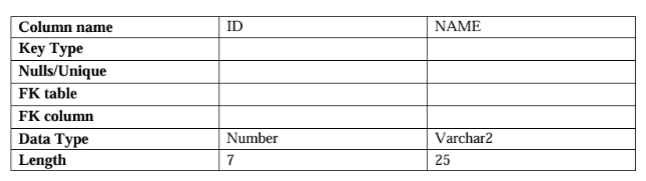 Column name ID NAME
Key Type
Nulls/Unique
FK table
FK column
Data Type Number Varchar2
Length 7 25